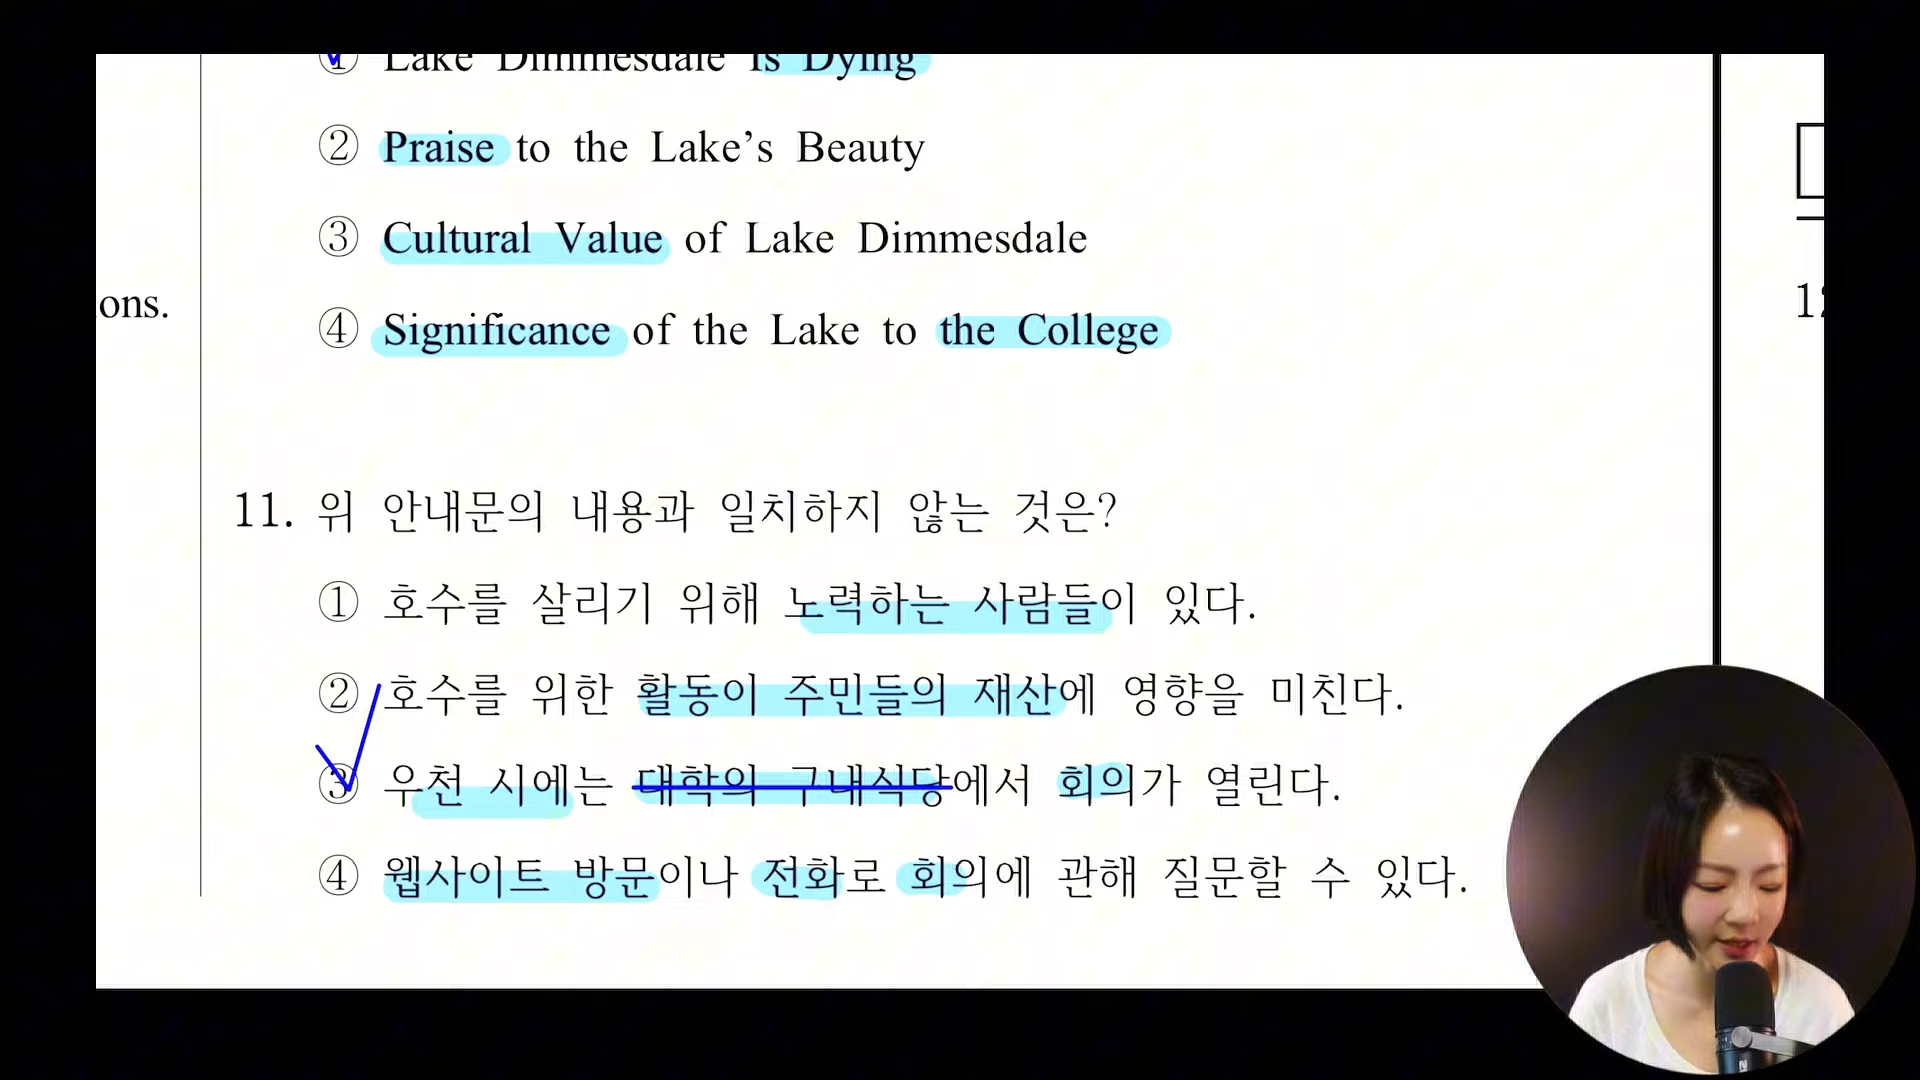 ① Lake Dimmesdale Is Dying
② Praise to the Lake's Beauty
③ Cultural Value of Lake Dimmesdale
④ Significance of the Lake to the College
ons.
11. 위 안내문의 내용과 일치하지 않는 것은?
① 호수를 살리기 위해 노력하는 사람들이 있다.
② 호수를 위한 활동이 주민들의 재산에 영향을 미친다.
③ 우천 시에는 대학의 구내식당에서 회의가 열린다.
④ 웹사이트 방문이나 전화로 회의에 관해 질문할 수 있다.